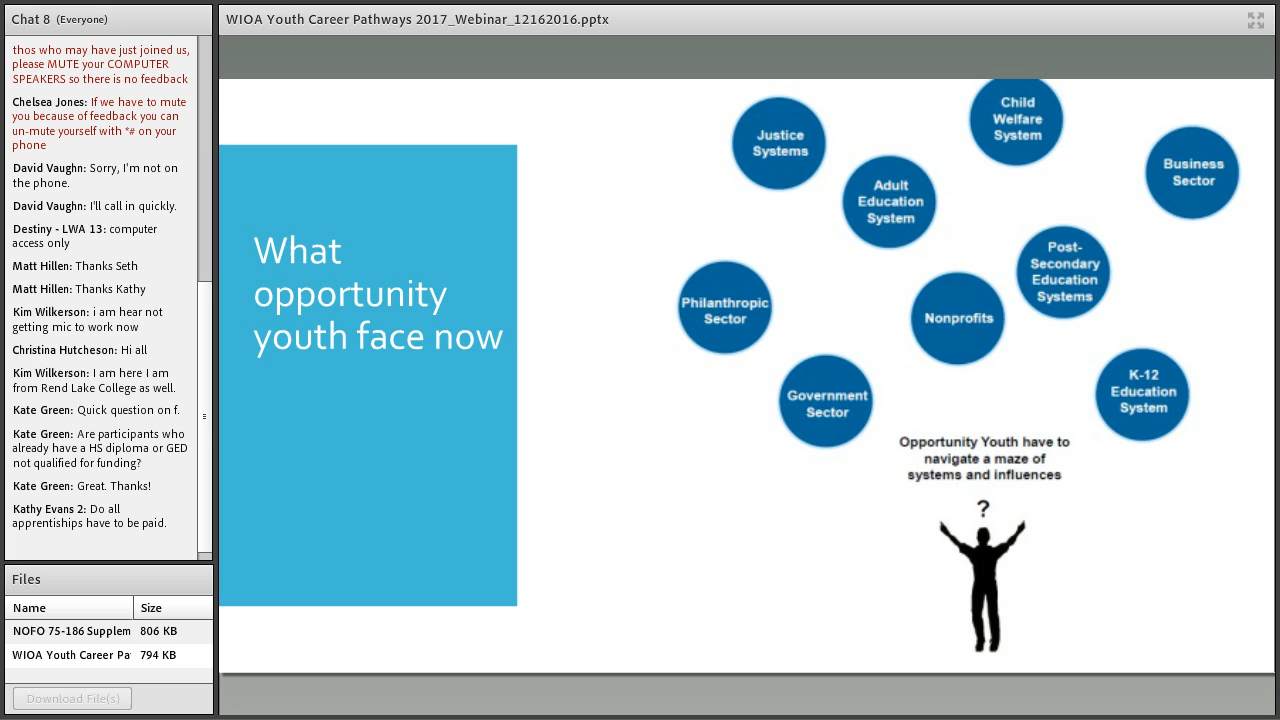 Chat 8 (Everyone)
thos who may have just joined us,
please MUTE your COMPUTER
SPEAKERS so there is no feedback
Chelsea Jones: If we have to mute
you because of feedback you can
un-mute yourself with *# on your
phone
David Vaughn: Sorry, I'm not on
the phone.
David Vaughn: I'll call in quickly.
Destiny - LWA 13: computer
access only
Matt Hillen: Thanks Seth
Matt Hillen: Thanks Kathy
Kim Wilkerson: i am hear not
getting mic to work now
Christina Hutcheson: Hi all
Kim Wilkerson: I am here I am
from Rend Lake College as well.
Kate Green: Quick question on f.
Kate Green: Are participants who
already have a HS diploma or GED
not qualified for funding?
Kate Green: Great. Thanks!
Kathy Evans 2: Do all
apprentiships have to be paid.
Files
Name Size
NOFO 75-186 Supplem 806 KB
WIOA Youth Career Pa 794 KB
Download File(s)
WIOA Youth Career Pathways 2017_Webinar_12162016.pptx
What
opportunity
youth face now
Justice
Systems
Child
Welfare
System
Adult
Education
System
Business
Sector
Post-
Secondary
Education
Systems
Philanthropic
Sector
Nonprofits
Government
Sector
K-12
Education
System
Opportunity Youth have to
navigate a maze of
systems and influences
?